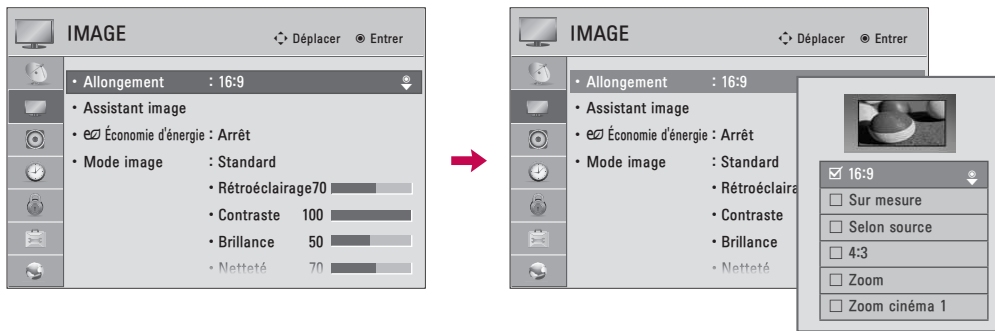 IMAGE
Déplacer Entrer
• Allongement : 16:9
• Assistant image
• Économie d'énergie : Arrêt
• Mode image : Standard
• Rétroéclairage70
• Contraste 100
• Brillance 50
• Netteté 70
IMAGE
Déplacer Entrer
• Allongement : 16:9
• Assistant image
• Économie d'énergie : Arrêt
• Mode image : Standard
• Rétroéclaira
• Contraste
• Brillance
• Netteté
16:9
Sur mesure
Selon source
4:3
Zoom
Zoom cinéma 1